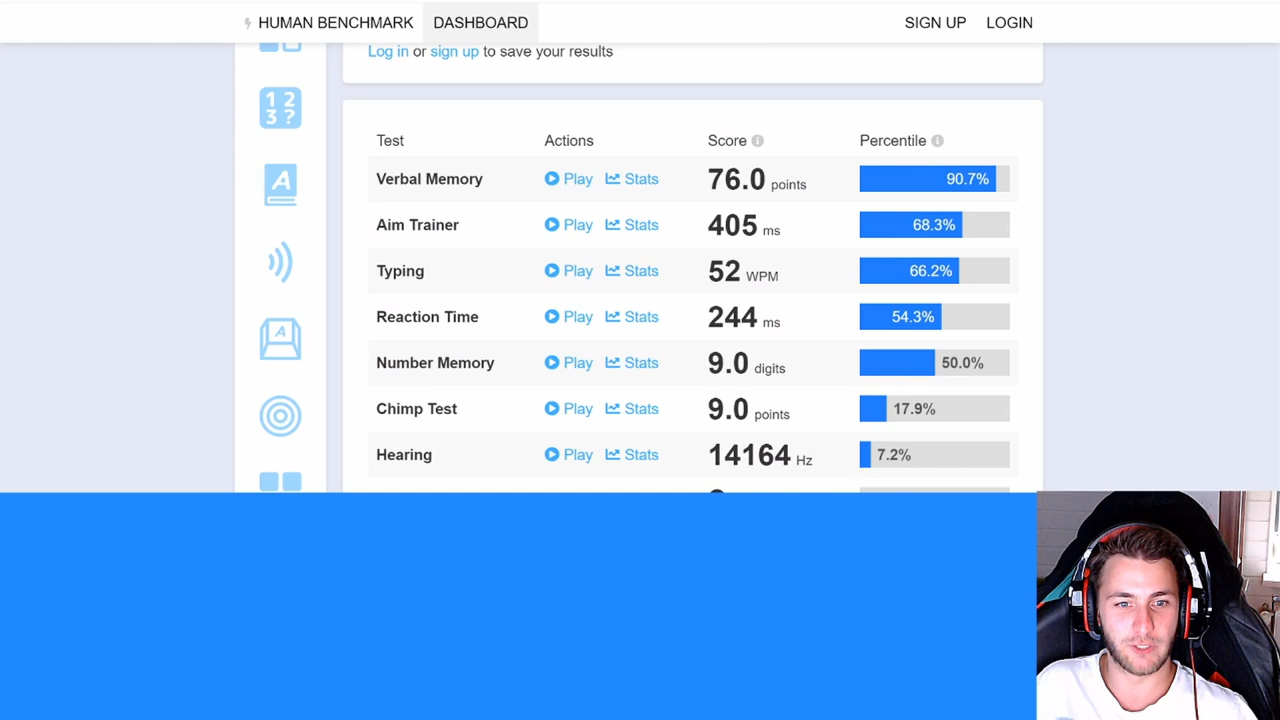 HUMAN BENCHMARK DASHBOARD SIGN UP LOGIN
Log in or sign up to save your results
1 2
3 ?
A
A
Test Actions Score Percentile
Verbal Memory Play Stats 76.0 points 90.7%
Aim Trainer Play Stats 405 ms 68.3%
Typing Play Stats 52 WPM 66.2%
Reaction Time Play Stats 244 ms 54.3%
Number Memory Play Stats 9.0 digits 50.0%
Chimp Test Play Stats 9.0 points 17.9%
Hearing Play Stats 14164 Hz 7.2%